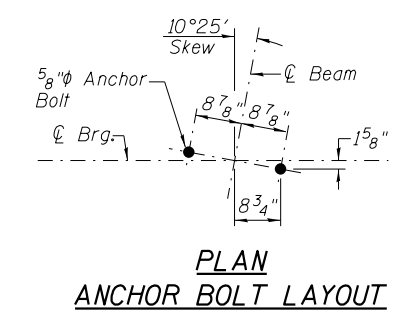 10°25'
Skew
5/8"φ Anchor
Bolt
℄ Beam
8 7/8" 8 7/8"
℄ Brg.
1 5/8"
8 3/4"
PLAN
ANCHOR BOLT LAYOUT